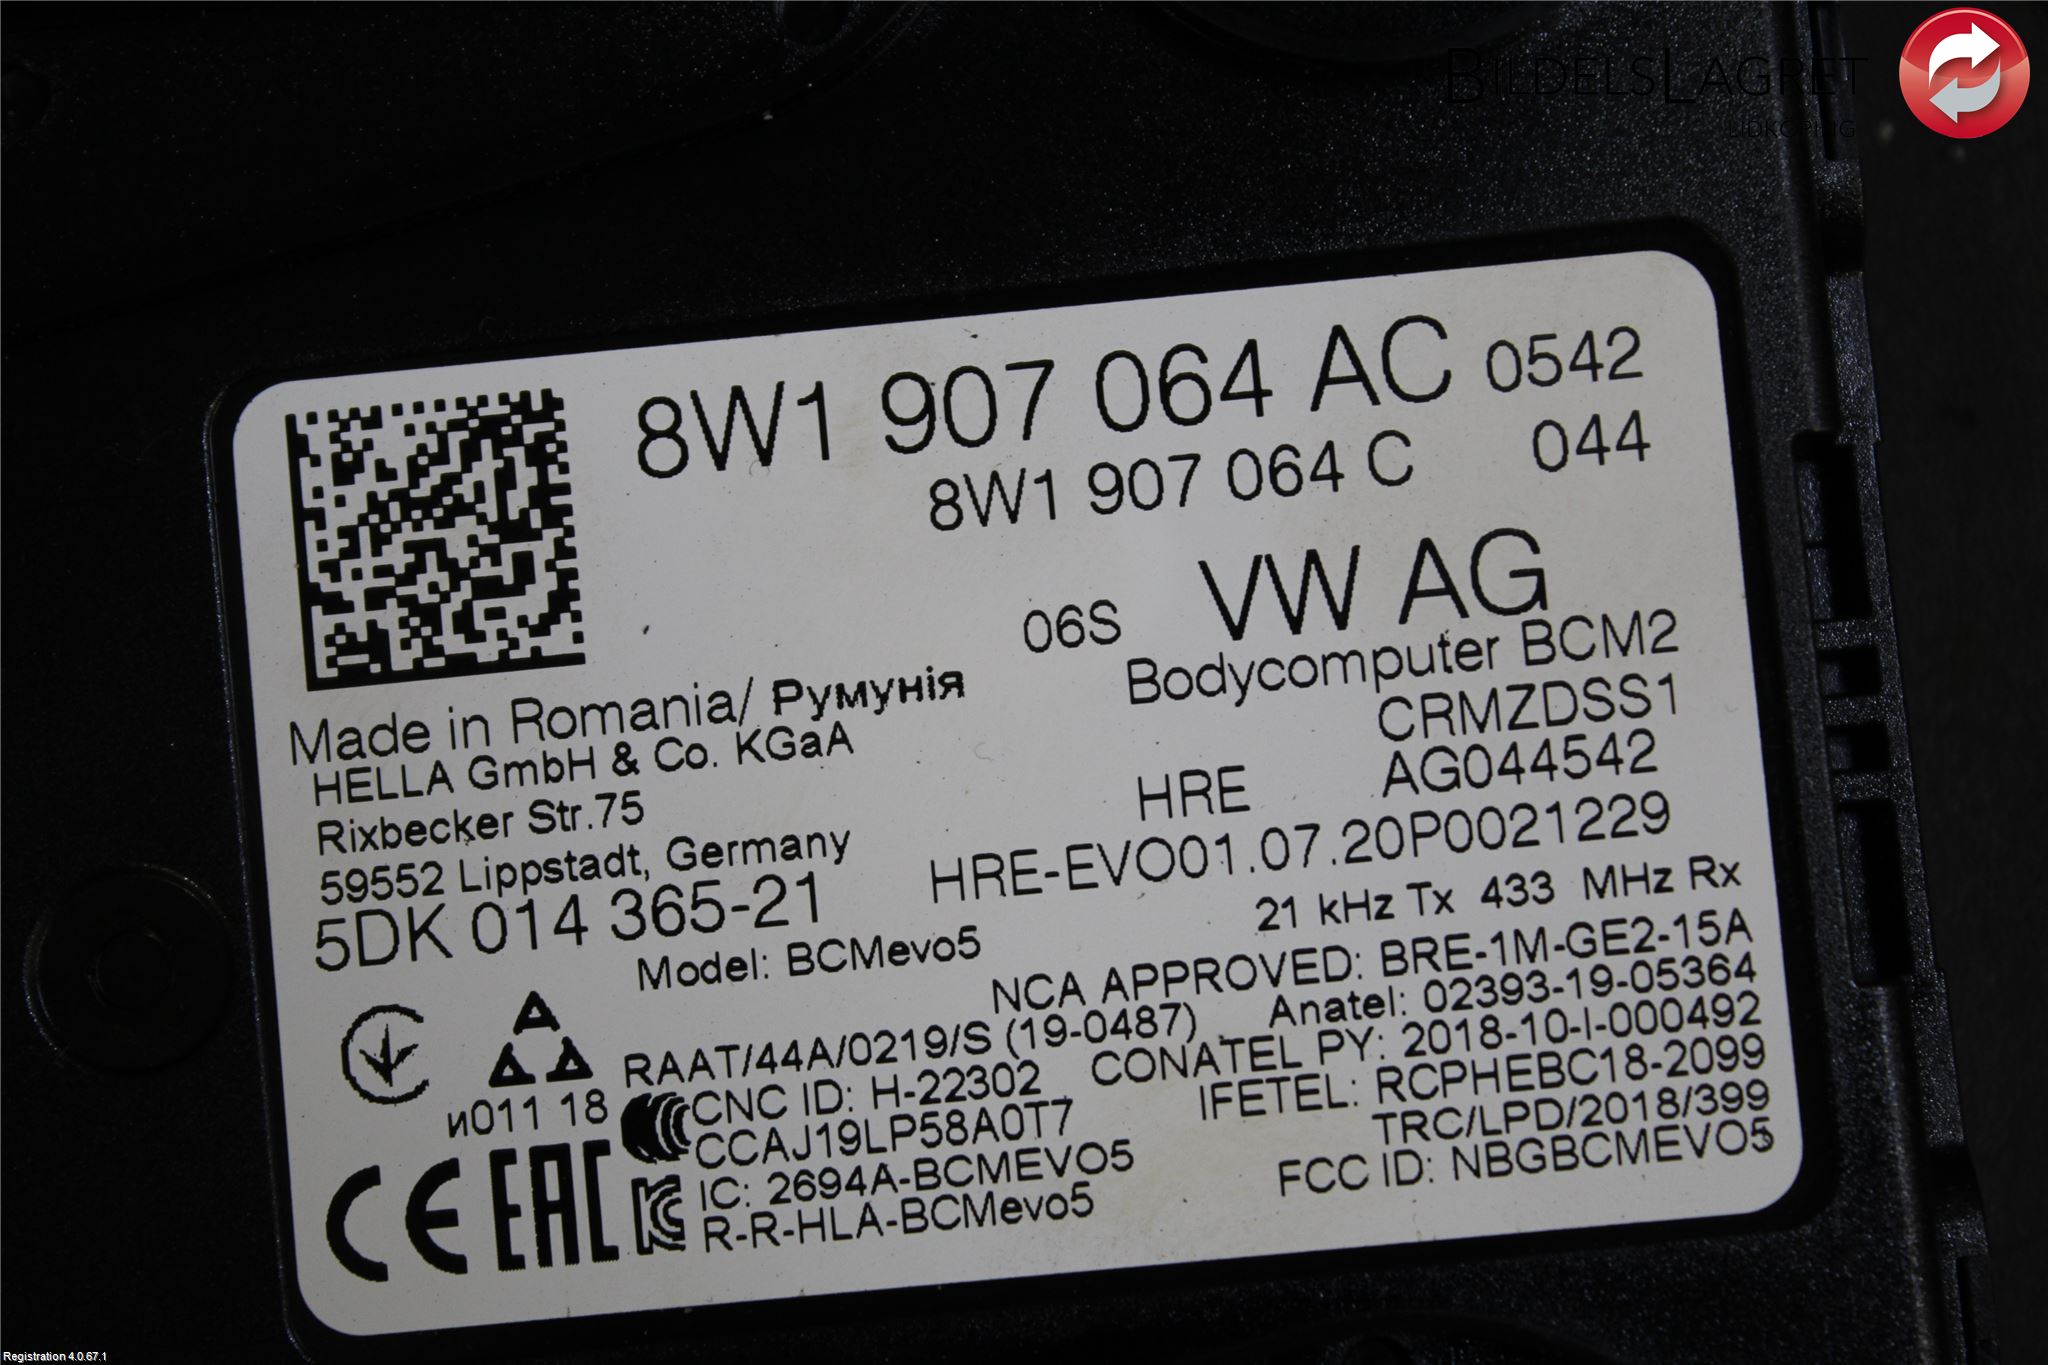 BILDELSLAGRET
LIDKÖPING
8W1 907 064 AC 0542
8W1 907 064 C 044
06S VW AG
Bodycomputer BCM2
CRMZDSS1
Made in Romania/ Румунія
HELLA GmbH & Co. KGaA
Rixbecker Str.75
59552 Lippstadt, Germany
5DK 014 365-21
HRE AG044542
HRE-EVO01.07.20P0021229
21 kHz Tx 433 MHz Rx
Model: BCMevo5
NCA APPROVED: BRE-1M-GE2-15A
RAAT/44A/0219/S (19-0487) Anatel: 02393-19-05364
CNC ID: H-22302 CONATEL PY: 2018-10-I-000492
CCAJ19LP58A0T7 IFETEL: RCPHEBC18-2099
TRC/LPD/2018/399
IC: 2694A-BCMEVO5 FCC ID: NBGBCMEVO5
R-R-HLA-BCMevo5
и011 18
CE EAC
Registration 4.0.67.1